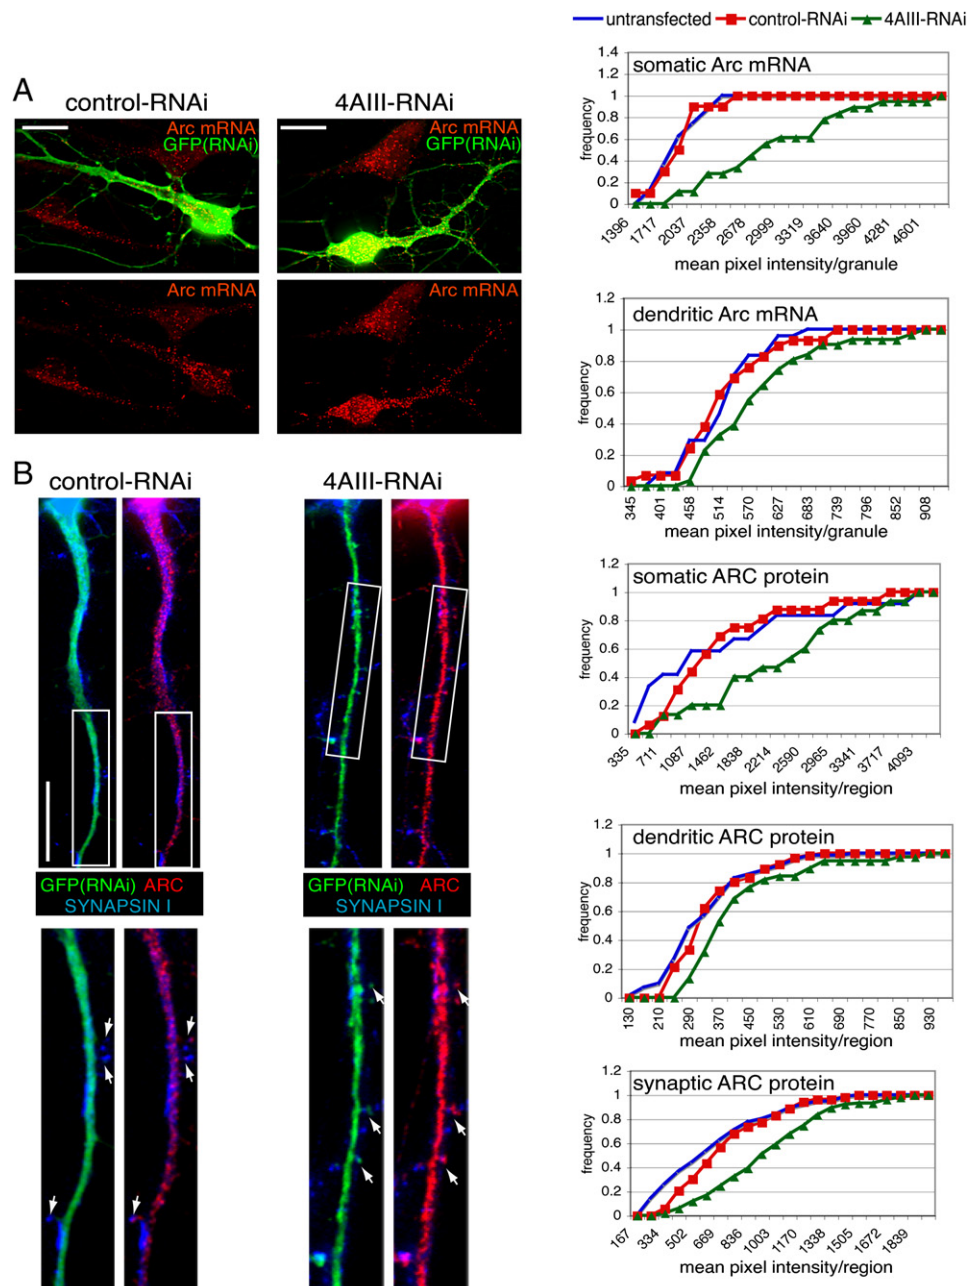 A
control-RNAi
4AIII-RNAi
Arc mRNA
GFP(RNAi)
Arc mRNA
GFP(RNAi)
Arc mRNA
Arc mRNA
B
control-RNAi
4AIII-RNAi
GFP(RNAi) ARC
SYNAPSIN I
GFP(RNAi) ARC
SYNAPSIN I
untransfected control-RNAi 4AIII-RNAi
somatic Arc mRNA
frequency
1.4
1.2
1
0.8
0.6
0.4
0.2
0
1396 1717 2037 2358 2678 2999 3319 3640 3960 4281 4601
mean pixel intensity/granule
dendritic Arc mRNA
frequency
1.2
1
0.8
0.6
0.4
0.2
0
345 401 458 514 570 627 683 739 796 852 908
mean pixel intensity/granule
somatic ARC protein
frequency
1.2
1
0.8
0.6
0.4
0.2
0
335 711 1087 1462 1838 2214 2590 2965 3341 3717 4093
mean pixel intensity/region
dendritic ARC protein
frequency
1.2
1
0.8
0.6
0.4
0.2
0
130 210 290 370 450 530 610 690 770 850 930
mean pixel intensity/region
synaptic ARC protein
frequency
1.2
1
0.8
0.6
0.4
0.2
0
167 334 502 669 836 1003 1170 1338 1505 1672 1839
mean pixel intensity/region